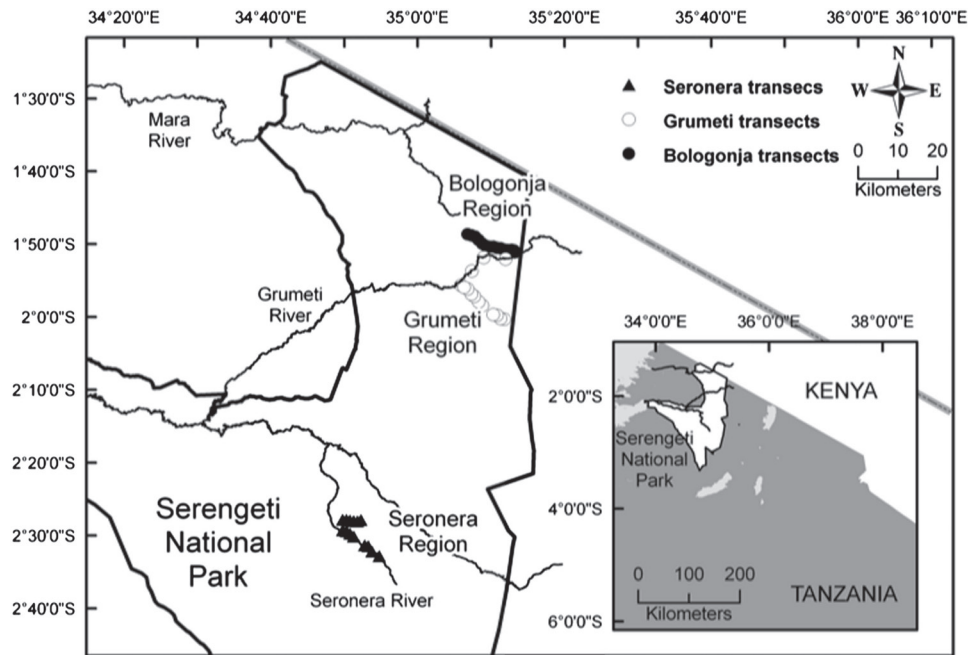 34°20'0"E 34°40'0"E 35°00'0"E 35°20'0"E 35°40'0"E 36°0'0"E 36°10'0"E
1°30'0"S
1°40'0"S
1°50'0"S
2°0'0"S
2°10'0"S
2°20'0"S
2°30'0"S
2°40'0"S
Mara
River
Seronera transecs
Grumeti transects
Bologonja transects
N
W E
S
0 10 20
Kilometers
Bologonja
Region
Grumeti
River
Grumeti
Region
Serengeti
National
Park
Seronera
Region
Seronera River
34°0'0"E 36°0'0"E 38°0'0"E
2°0'0"S
4°0'0"S
6°0'0"S
KENYA
Serengeti
National
Park
0 100 200
Kilometers
TANZANIA